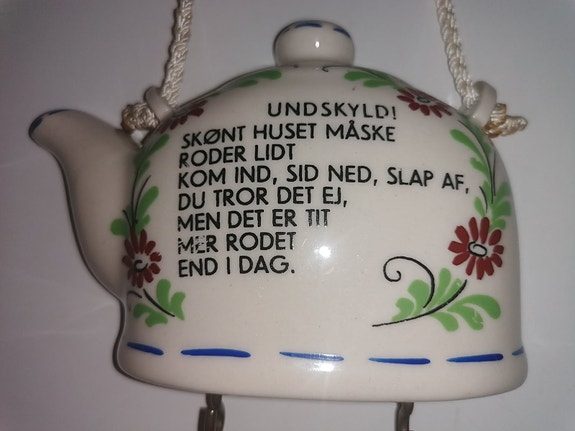 UNDSKYLD!
SKØNT HUSET MÅSKE
RODER LIDT
KOM IND, SID NED, SLAP AF,
DU TROR DET EJ,
MEN DET ER TIT
MER RODET
END I DAG.